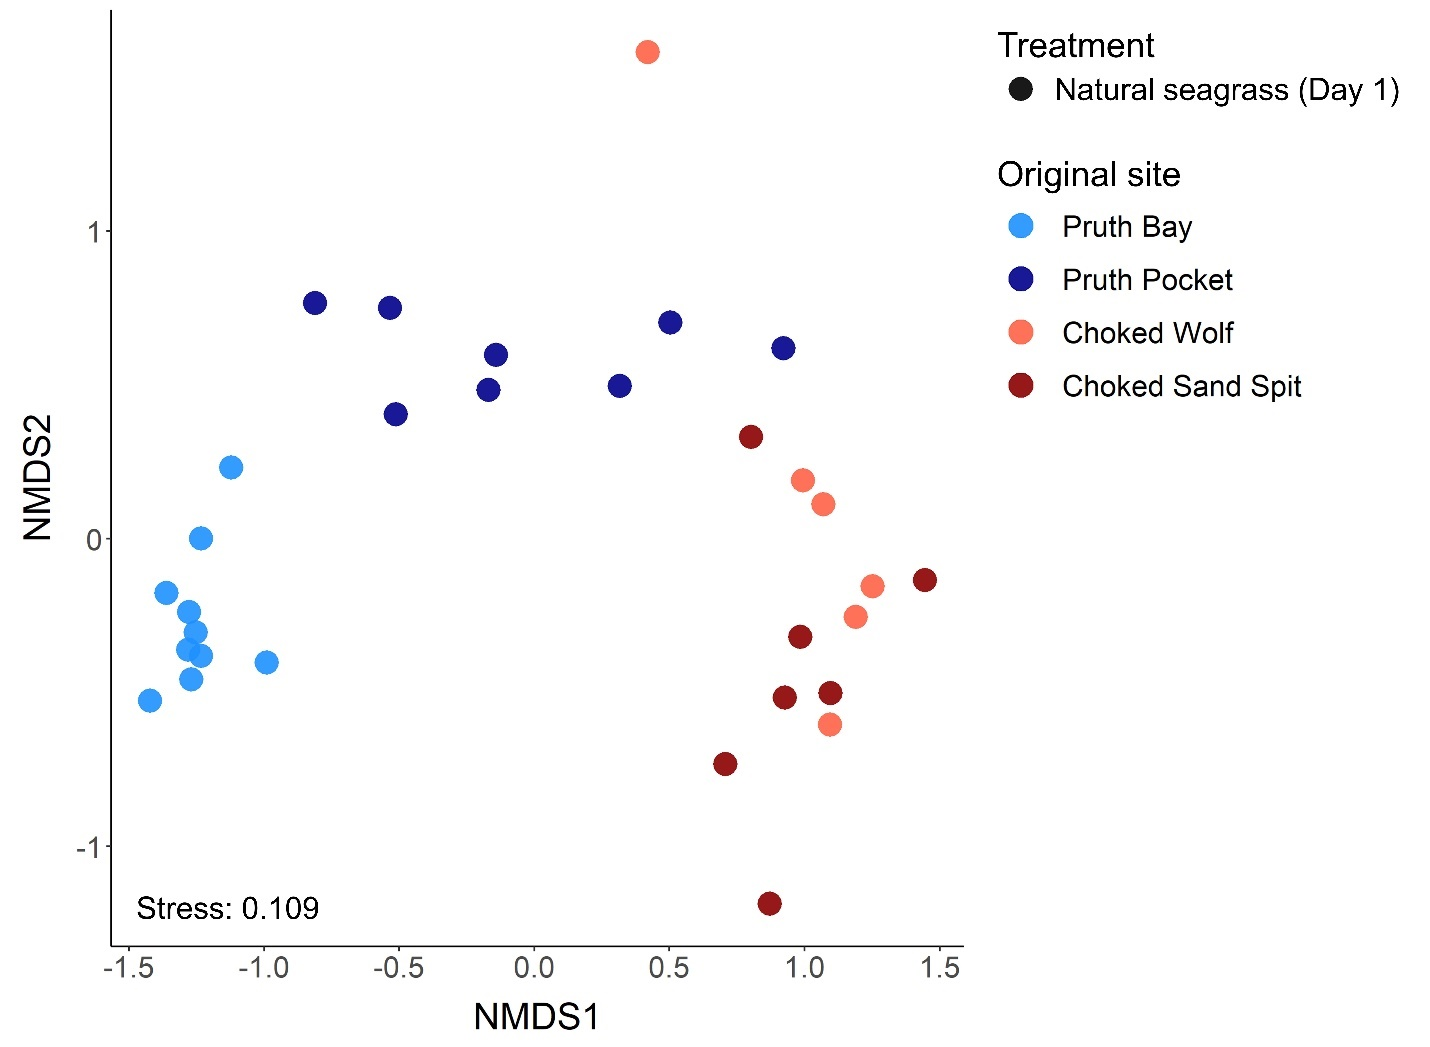 Treatment
Natural seagrass (Day 1)
Original site
Pruth Bay
Pruth Pocket
Choked Wolf
Choked Sand Spit
NMDS2
1
0
-1
Stress: 0.109
-1.5 -1.0 -0.5 0.0 0.5 1.0 1.5
NMDS1